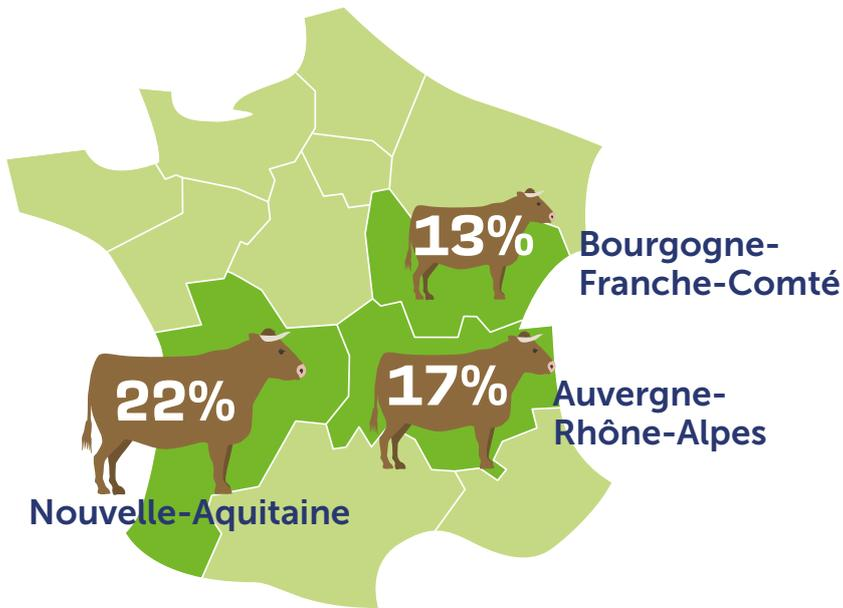 13%
Bourgogne-
Franche-Comté
22%
17%
Auvergne-
Rhône-Alpes
Nouvelle-Aquitaine